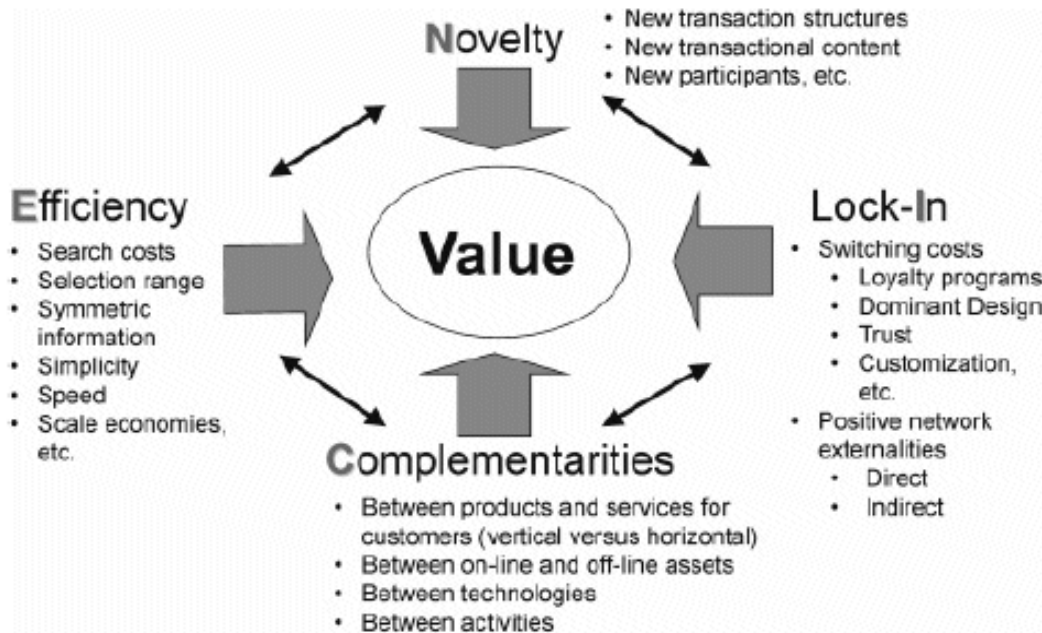 Novelty
• New transaction structures
• New transactional content
• New participants, etc.
Efficiency
• Search costs
• Selection range
• Symmetric
information
• Simplicity
• Speed
• Scale economies,
etc.
Value
Lock-In
• Switching costs
• Loyalty programs
• Dominant Design
• Trust
• Customization,
etc.
• Positive network
externalities
• Direct
• Indirect
Complementarities
• Between products and services for
customers (vertical versus horizontal)
• Between on-line and off-line assets
• Between technologies
• Between activities